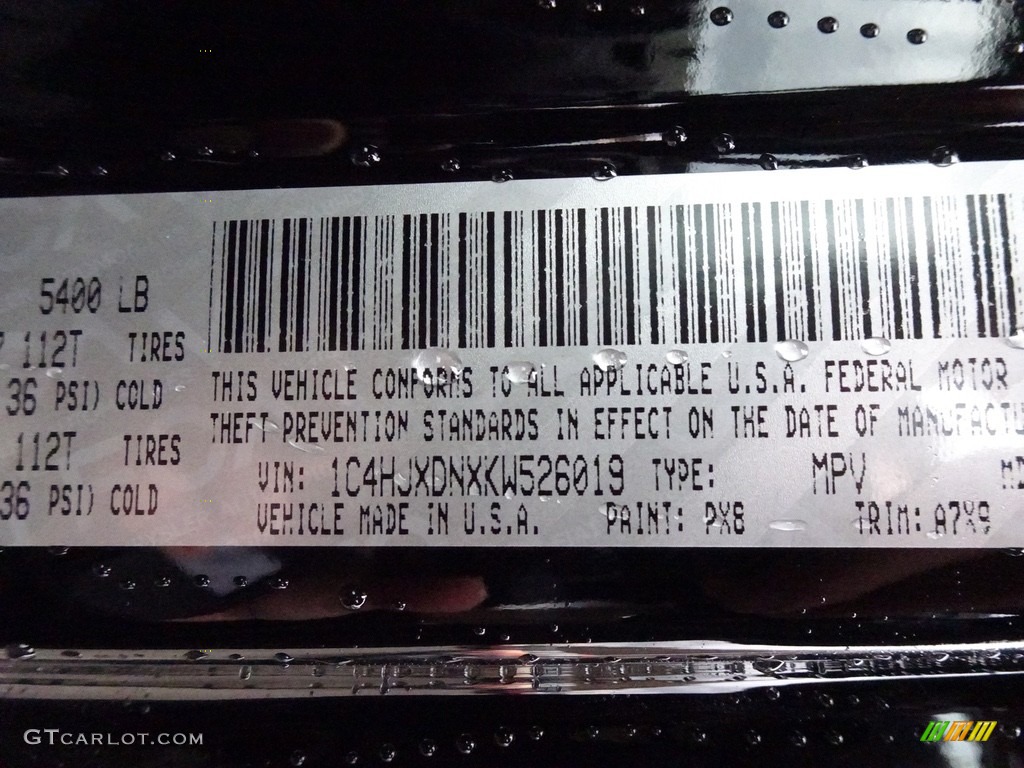 5400 LB
112T TIRES
36 PSI) COLD
112T TIRES
36 PSI) COLD
THIS VEHICLE CONFORMS TO ALL APPLICABLE U.S.A. FEDERAL MOTOR
THEFT PREVENTION STANDARDS IN EFFECT ON THE DATE OF MANUFACTU
VIN: 1C4HJXDNXKW526019 TYPE: MPV
VEHICLE MADE IN U.S.A. PAINT: PX8 TRIM: A7X9
GTCARLOT.COM